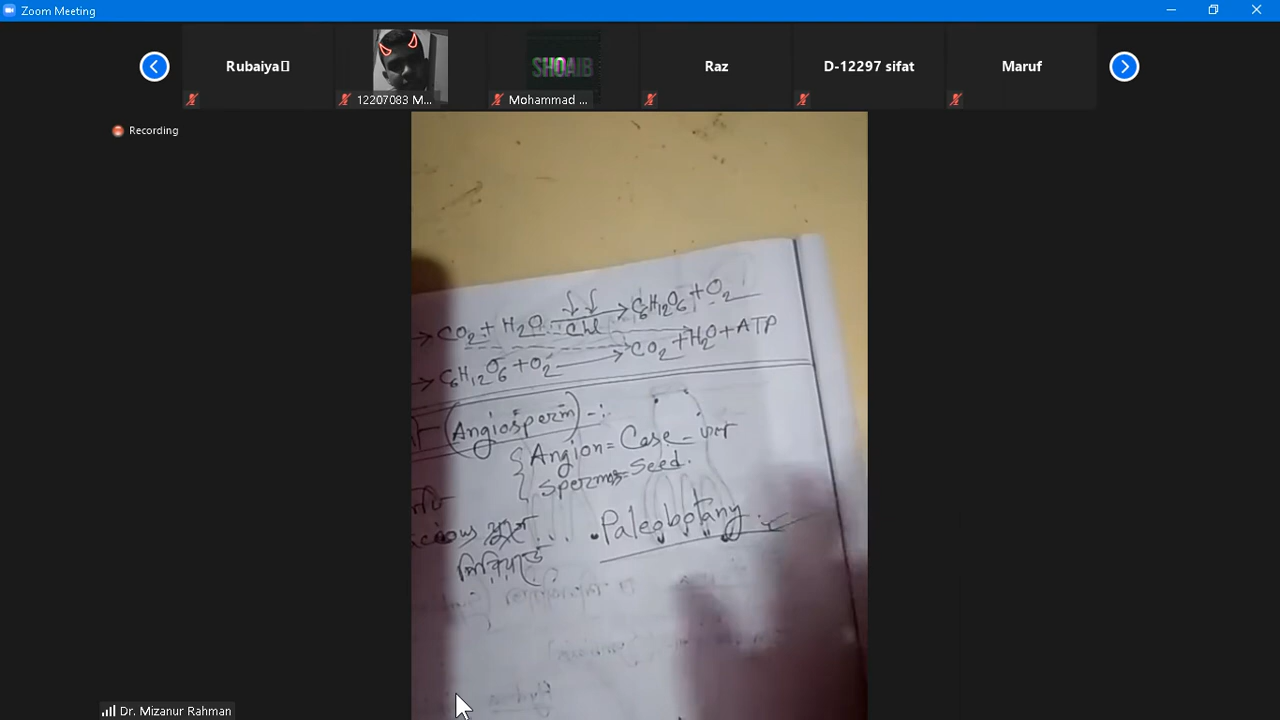 Zoom Meeting
Rubaiya
12207083 M...
SHOAIB
Mohammad ...
Raz
D-12297 sifat
Maruf
Recording
→ CO₂ + H₂O → C₆H₁₂O₆ + O₂
Chl
→ C₆H₁₂O₆ + O₂ → CO₂ + H₂O + ATP
(Angiosperm) -:
Angion = Case -
Sperma = Seed.
Paleobotany
Dr. Mizanur Rahman